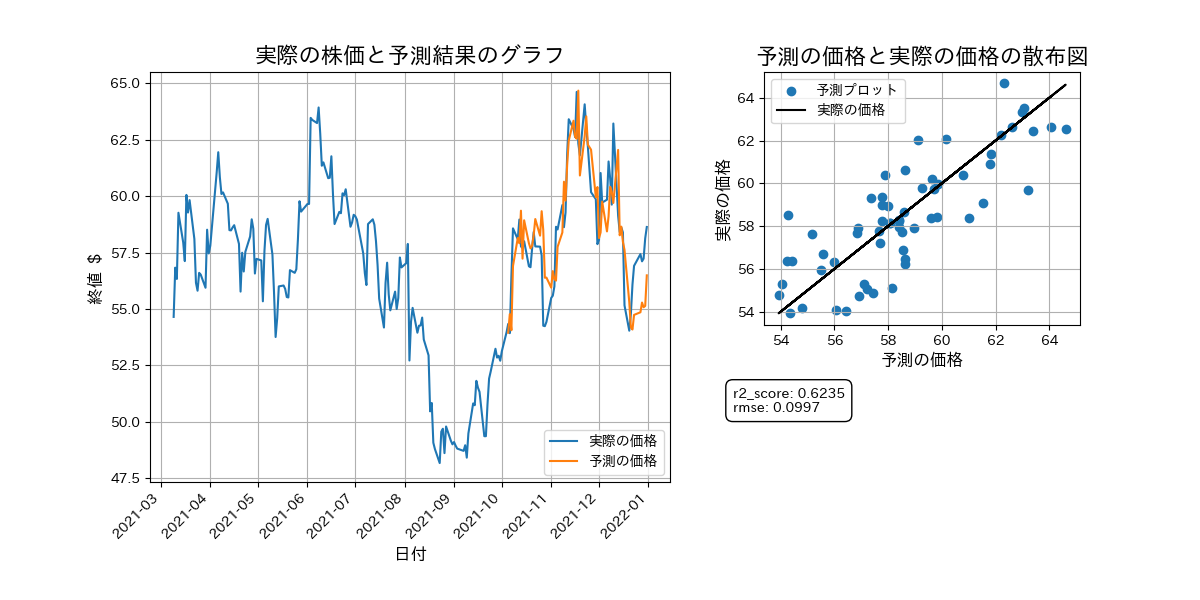 実際の株価と予測結果のグラフ
終値 $
65.0
62.5
60.0
57.5
55.0
52.5
50.0
47.5
実際の価格
予測の価格
2021-03
2021-04
2021-05
2021-06
2021-07
2021-08
2021-09
2021-10
2021-11
2021-12
2022-01
日付
予測の価格と実際の価格の散布図
実際の価格
64
62
60
58
56
54
予測プロット
実際の価格
54
56
58
60
62
64
予測の価格
r2_score: 0.6235
rmse: 0.0997